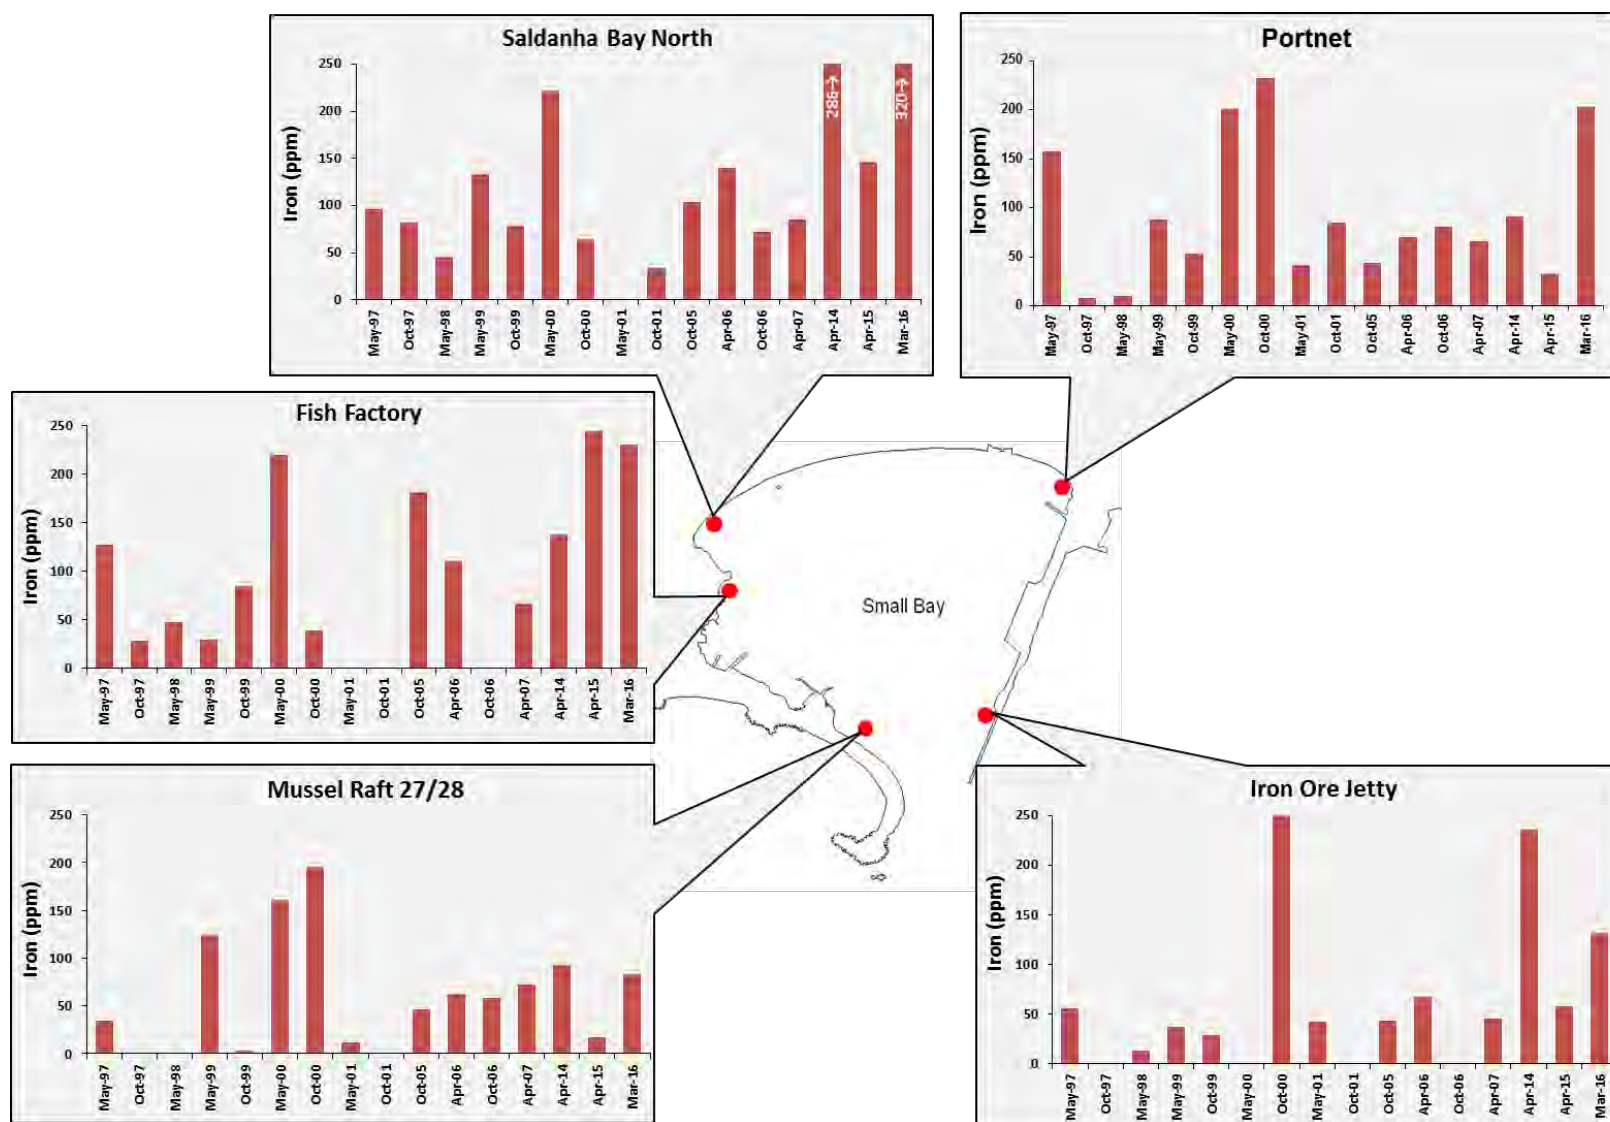 Saldanha Bay North
Iron (ppm)
250
200
150
100
50
0
286→
320→
May-97 Oct-97 May-98 May-99 Oct-99 May-00 Oct-00 May-01 Oct-01 Oct-05 Apr-06 Oct-06 Apr-07 Apr-14 Apr-15 Mar-16
Portnet
Iron (ppm)
250
200
150
100
50
0
May-97 Oct-97 May-98 May-99 Oct-99 May-00 Oct-00 May-01 Oct-01 Oct-05 Apr-06 Oct-06 Apr-07 Apr-14 Apr-15 Mar-16
Fish Factory
Iron (ppm)
250
200
150
100
50
0
May-97 Oct-97 May-98 May-99 Oct-99 May-00 Oct-00 May-01 Oct-01 Oct-05 Apr-06 Oct-06 Apr-07 Apr-14 Apr-15 Mar-16
Small Bay
Mussel Raft 27/28
Iron (ppm)
250
200
150
100
50
0
May-97 Oct-97 May-98 May-99 Oct-99 May-00 Oct-00 May-01 Oct-01 Oct-05 Apr-06 Oct-06 Apr-07 Apr-14 Apr-15 Mar-16
Iron Ore Jetty
Iron (ppm)
250
200
150
100
50
0
May-97 Oct-97 May-98 May-99 Oct-99 May-00 Oct-00 May-01 Oct-01 Oct-05 Apr-06 Oct-06 Apr-07 Apr-14 Apr-15 Mar-16